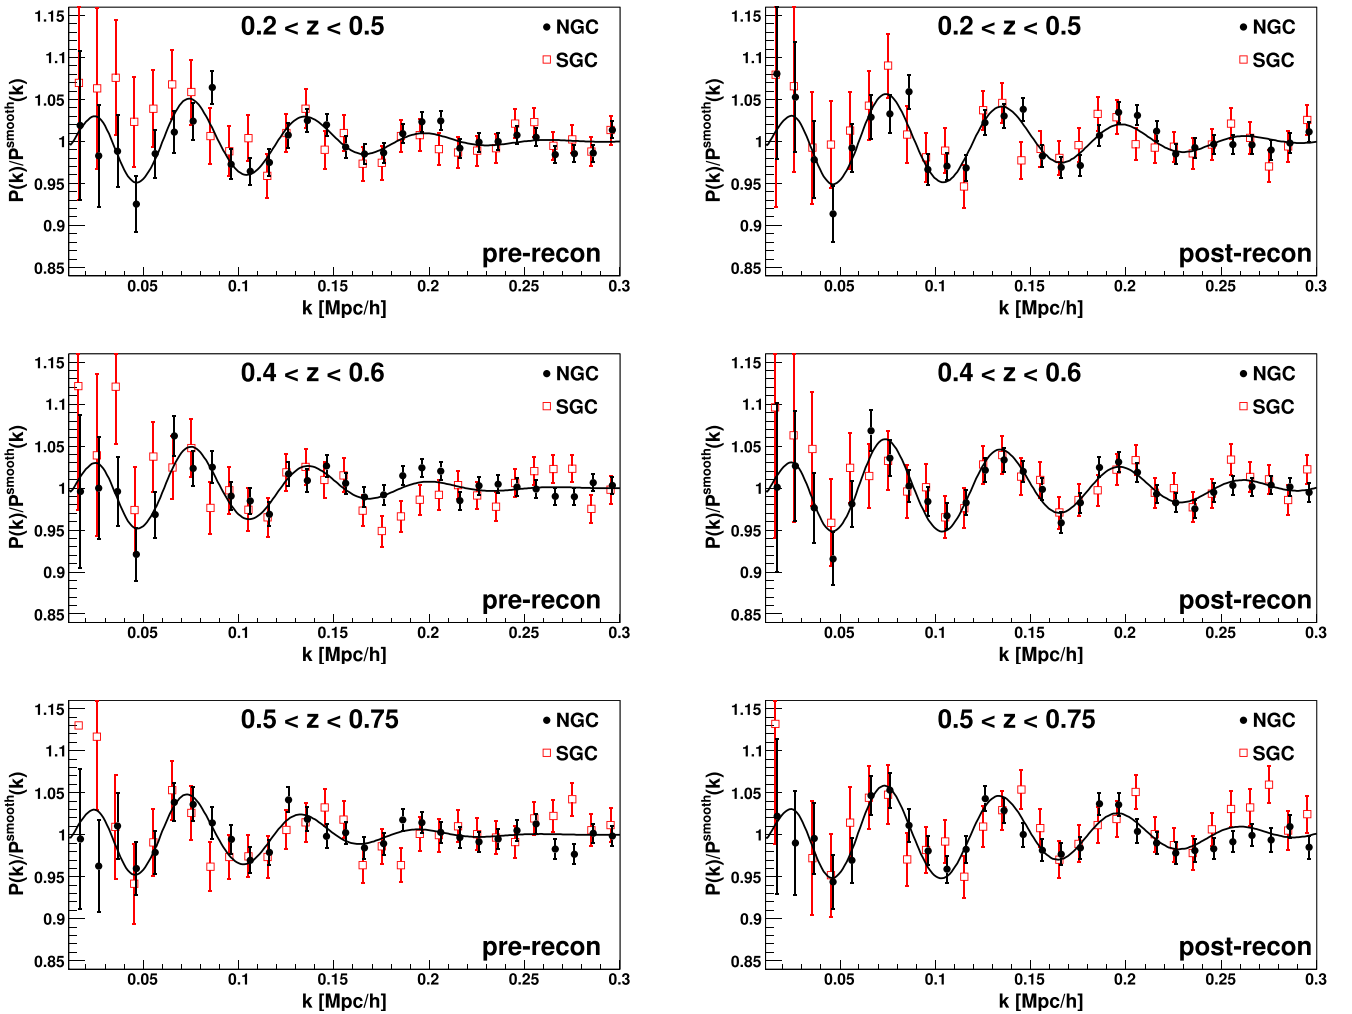 0.2 < z < 0.5
NGC
SGC
pre-recon
P(k)/P^smooth(k)
1.15
1.1
1.05
1
0.95
0.9
0.85
0.05
0.1
0.15
0.2
0.25
0.3
k [Mpc/h]
0.2 < z < 0.5
NGC
SGC
post-recon
P(k)/P^smooth(k)
1.15
1.1
1.05
1
0.95
0.9
0.85
0.05
0.1
0.15
0.2
0.25
0.3
k [Mpc/h]
0.4 < z < 0.6
NGC
SGC
pre-recon
P(k)/P^smooth(k)
1.15
1.1
1.05
1
0.95
0.9
0.85
0.05
0.1
0.15
0.2
0.25
0.3
k [Mpc/h]
0.4 < z < 0.6
NGC
SGC
post-recon
P(k)/P^smooth(k)
1.15
1.1
1.05
1
0.95
0.9
0.85
0.05
0.1
0.15
0.2
0.25
0.3
k [Mpc/h]
0.5 < z < 0.75
NGC
SGC
pre-recon
P(k)/P^smooth(k)
1.15
1.1
1.05
1
0.95
0.9
0.85
0.05
0.1
0.15
0.2
0.25
0.3
k [Mpc/h]
0.5 < z < 0.75
NGC
SGC
post-recon
P(k)/P^smooth(k)
1.15
1.1
1.05
1
0.95
0.9
0.85
0.05
0.1
0.15
0.2
0.25
0.3
k [Mpc/h]